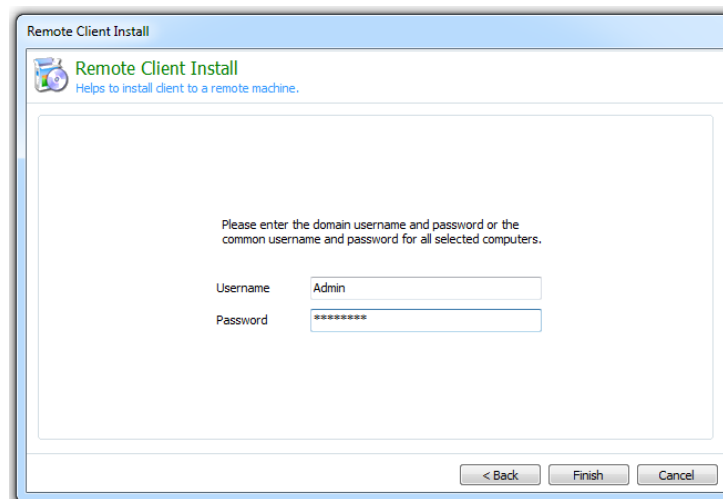 Remote Client Install
Remote Client Install
Helps to install client to a remote machine.
Please enter the domain username and password or the
common username and password for all selected computers.
Username Admin
Password ********
< Back Finish Cancel